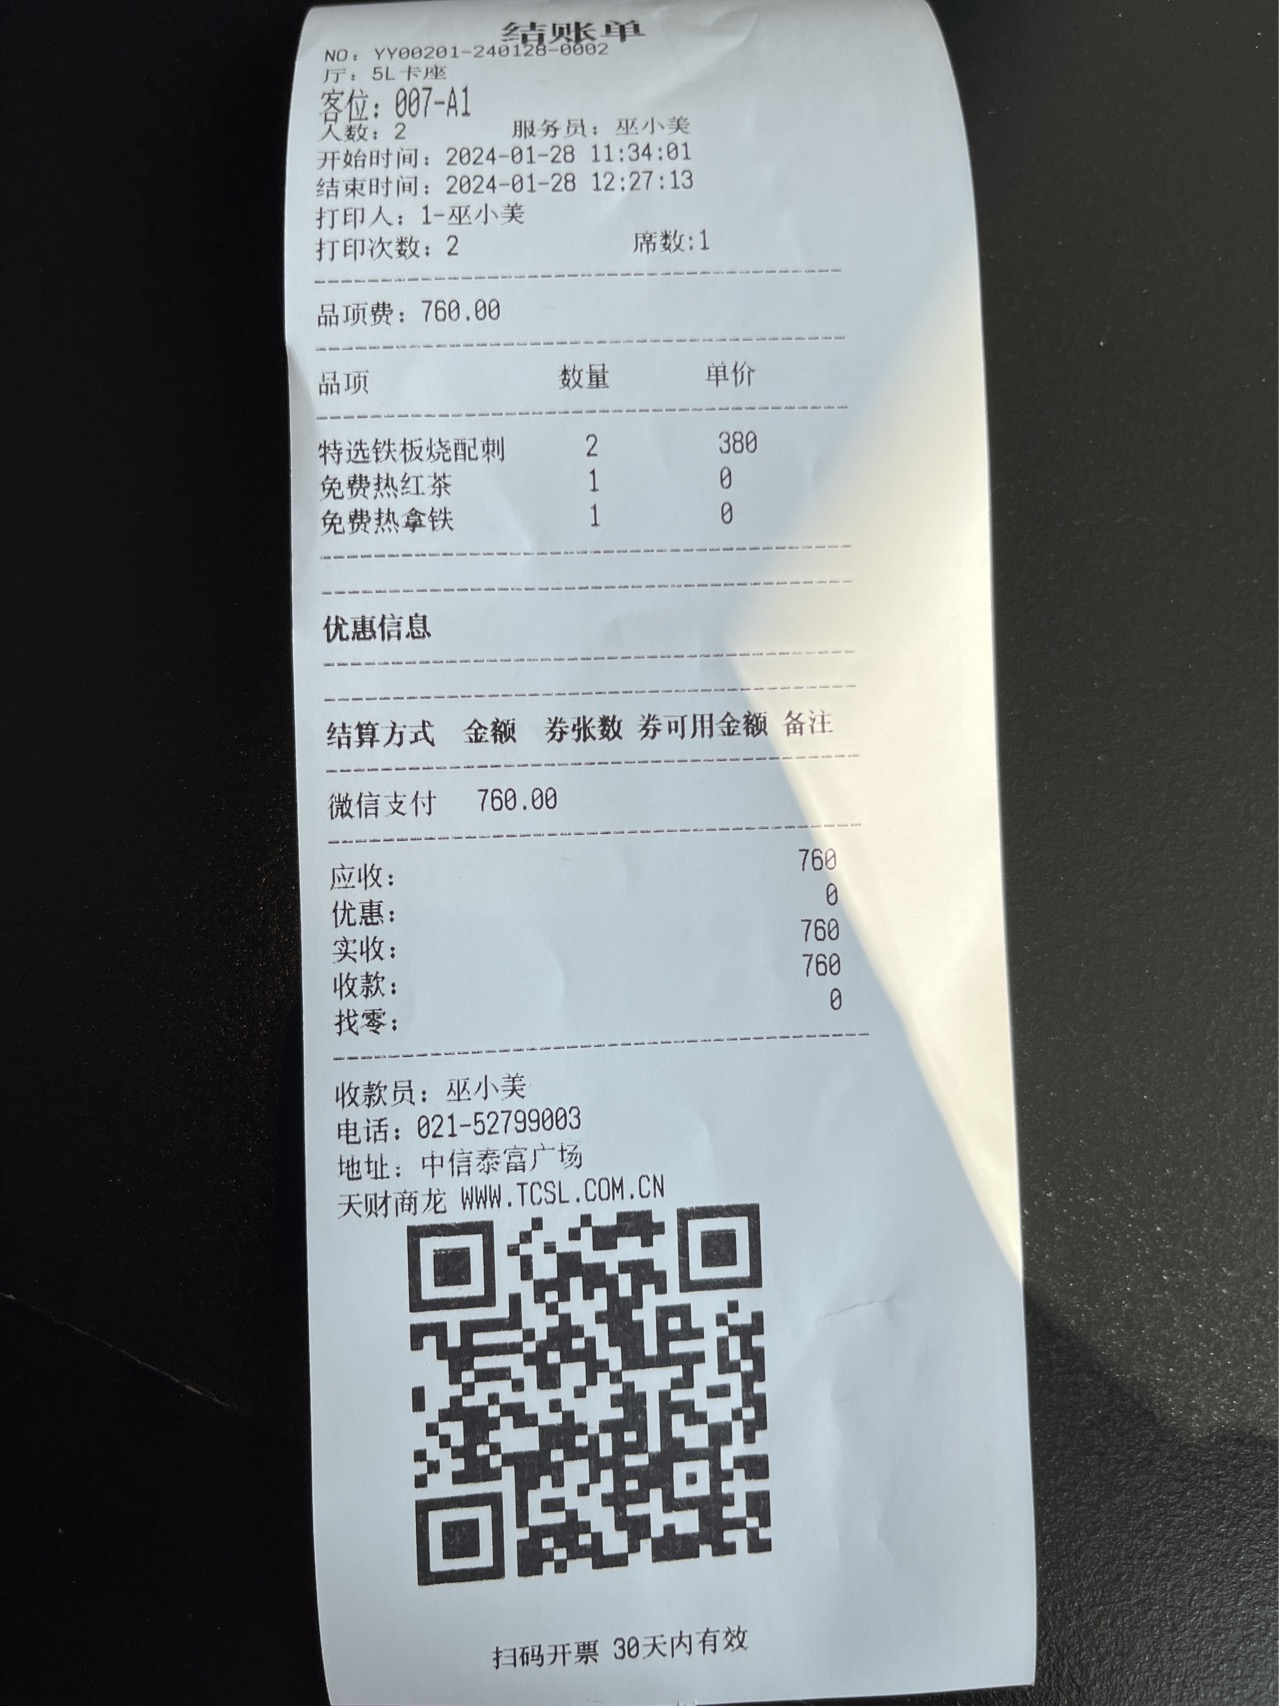 结账单
NO: YY00201-240128-0002
厅: 5L卡座
客位: 007-A1
人数: 2 服务员: 巫小美
开始时间: 2024-01-28 11:34:01
结束时间: 2024-01-28 12:27:13
打印人: 1-巫小美
打印次数: 2 席数:1
品项费: 760.00
品项 数量 单价
特选铁板烧配刺 2 380
免费热红茶 1 0
免费热拿铁 1 0
优惠信息
结算方式 金额 券张数 券可用金额 备注
微信支付 760.00
应收: 760
优惠: 0
实收: 760
收款: 760
找零: 0
收款员: 巫小美
电话: 021-52799003
地址: 中信泰富广场
天财商龙 WWW.TCSL.COM.CN
扫码开票 30天内有效